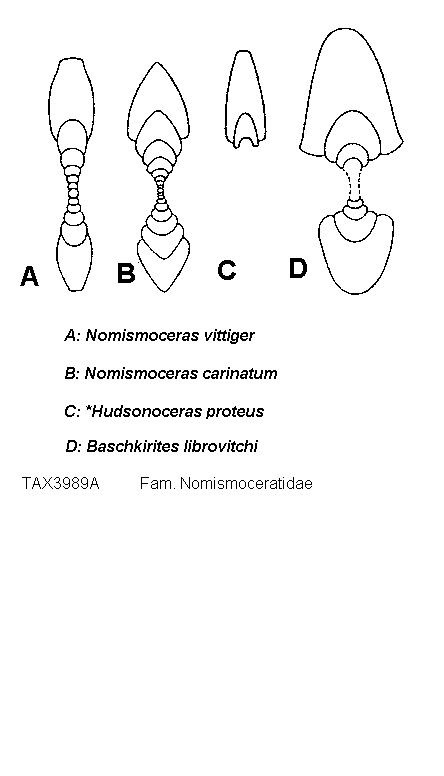 A B C D
A: Nomismoceras vittiger
B: Nomismoceras carinatum
C: *Hudsonoceras proteus
D: Baschkirites librovitchi
TAX3989A Fam. Nomismoceratidae